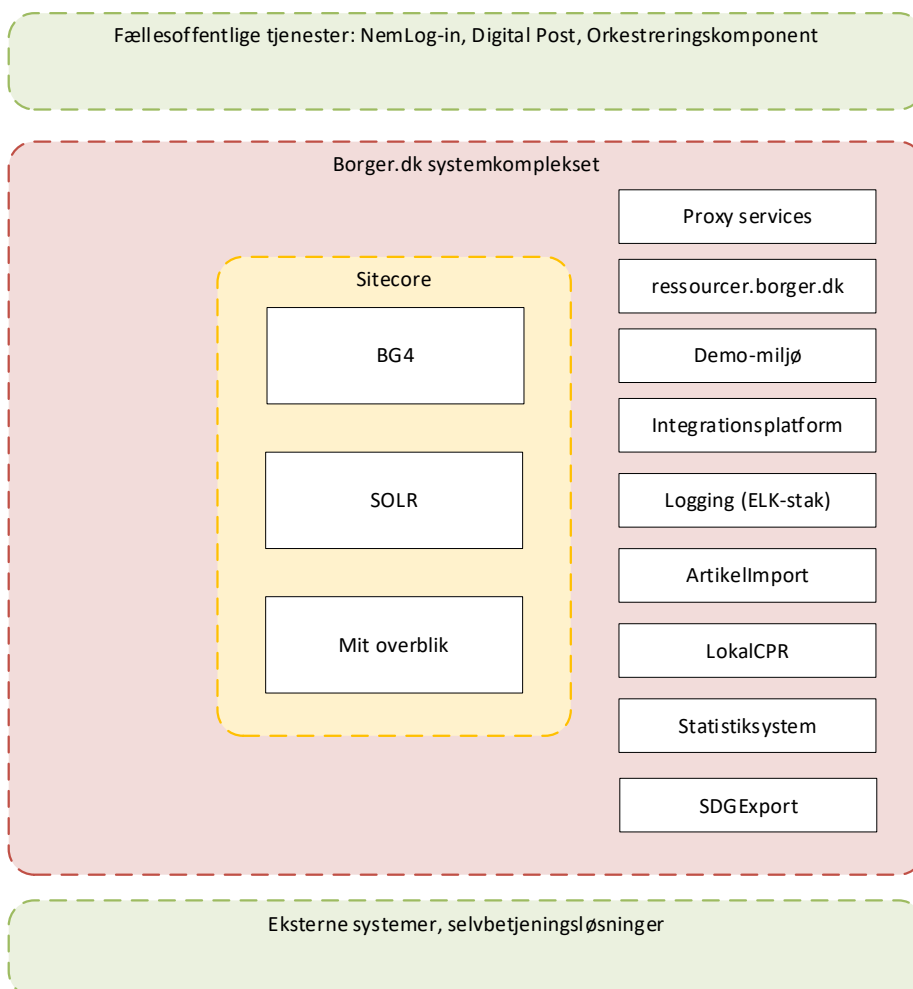 Fællesoffentlige tjenester: NemLog-in, Digital Post, Orkestreringskomponent
Borger.dk systemkomplekset
Sitecore
BG4
SOLR
Mit overblik
Proxy services
ressourcer.borger.dk
Demo-miljø
Integrationsplatform
Logging (ELK-stak)
ArtikelImport
LokalCPR
Statistiksystem
SDGExport
Eksterne systemer, selvbetjeningsløsninger